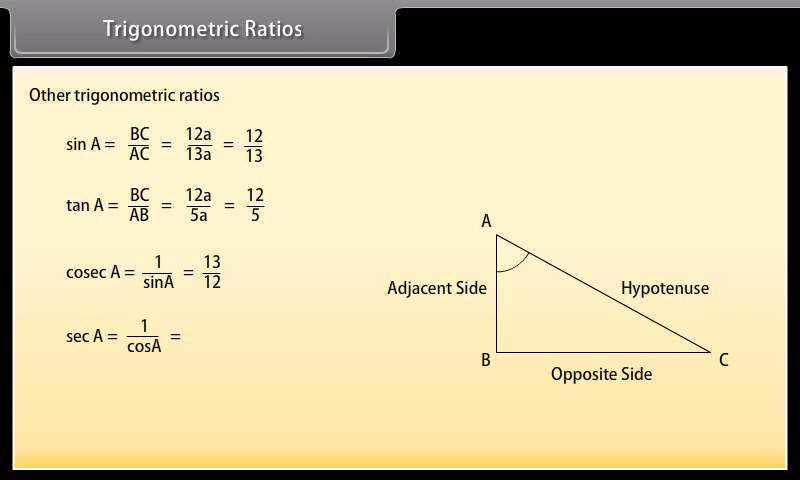 Trigonometric Ratios
Other trigonometric ratios
sin A = BC/AC = 12a/13a = 12/13
tan A = BC/AB = 12a/5a = 12/5
cosec A = 1/sinA = 13/12
sec A = 1/cosA =
A
Adjacent Side
Hypotenuse
B
C
Opposite Side